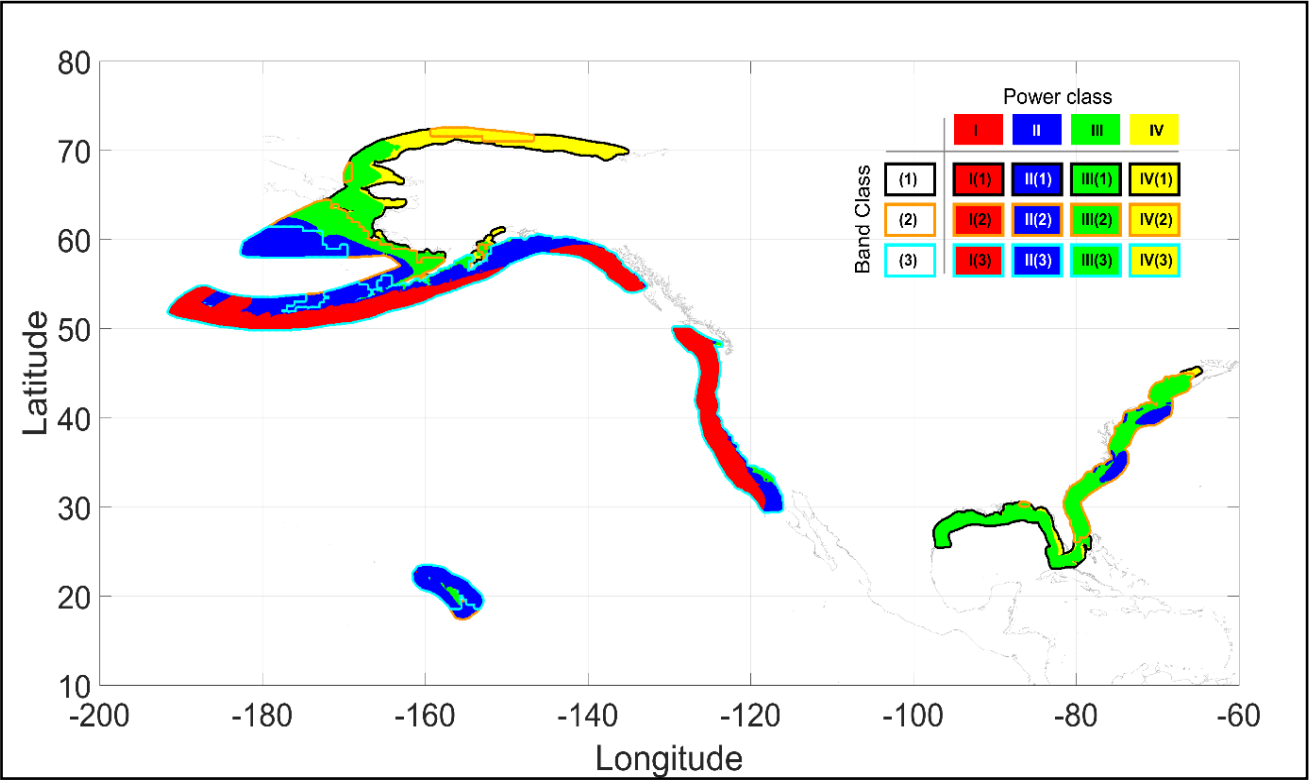 80
70
60
50
40
30
20
10
-200
-180
-160
-140
-120
-100
-80
-60
Latitude
Longitude
Power class
I II III IV
Band Class
(1) I(1) II(1) III(1) IV(1)
(2) I(2) II(2) III(2) IV(2)
(3) I(3) II(3) III(3) IV(3)